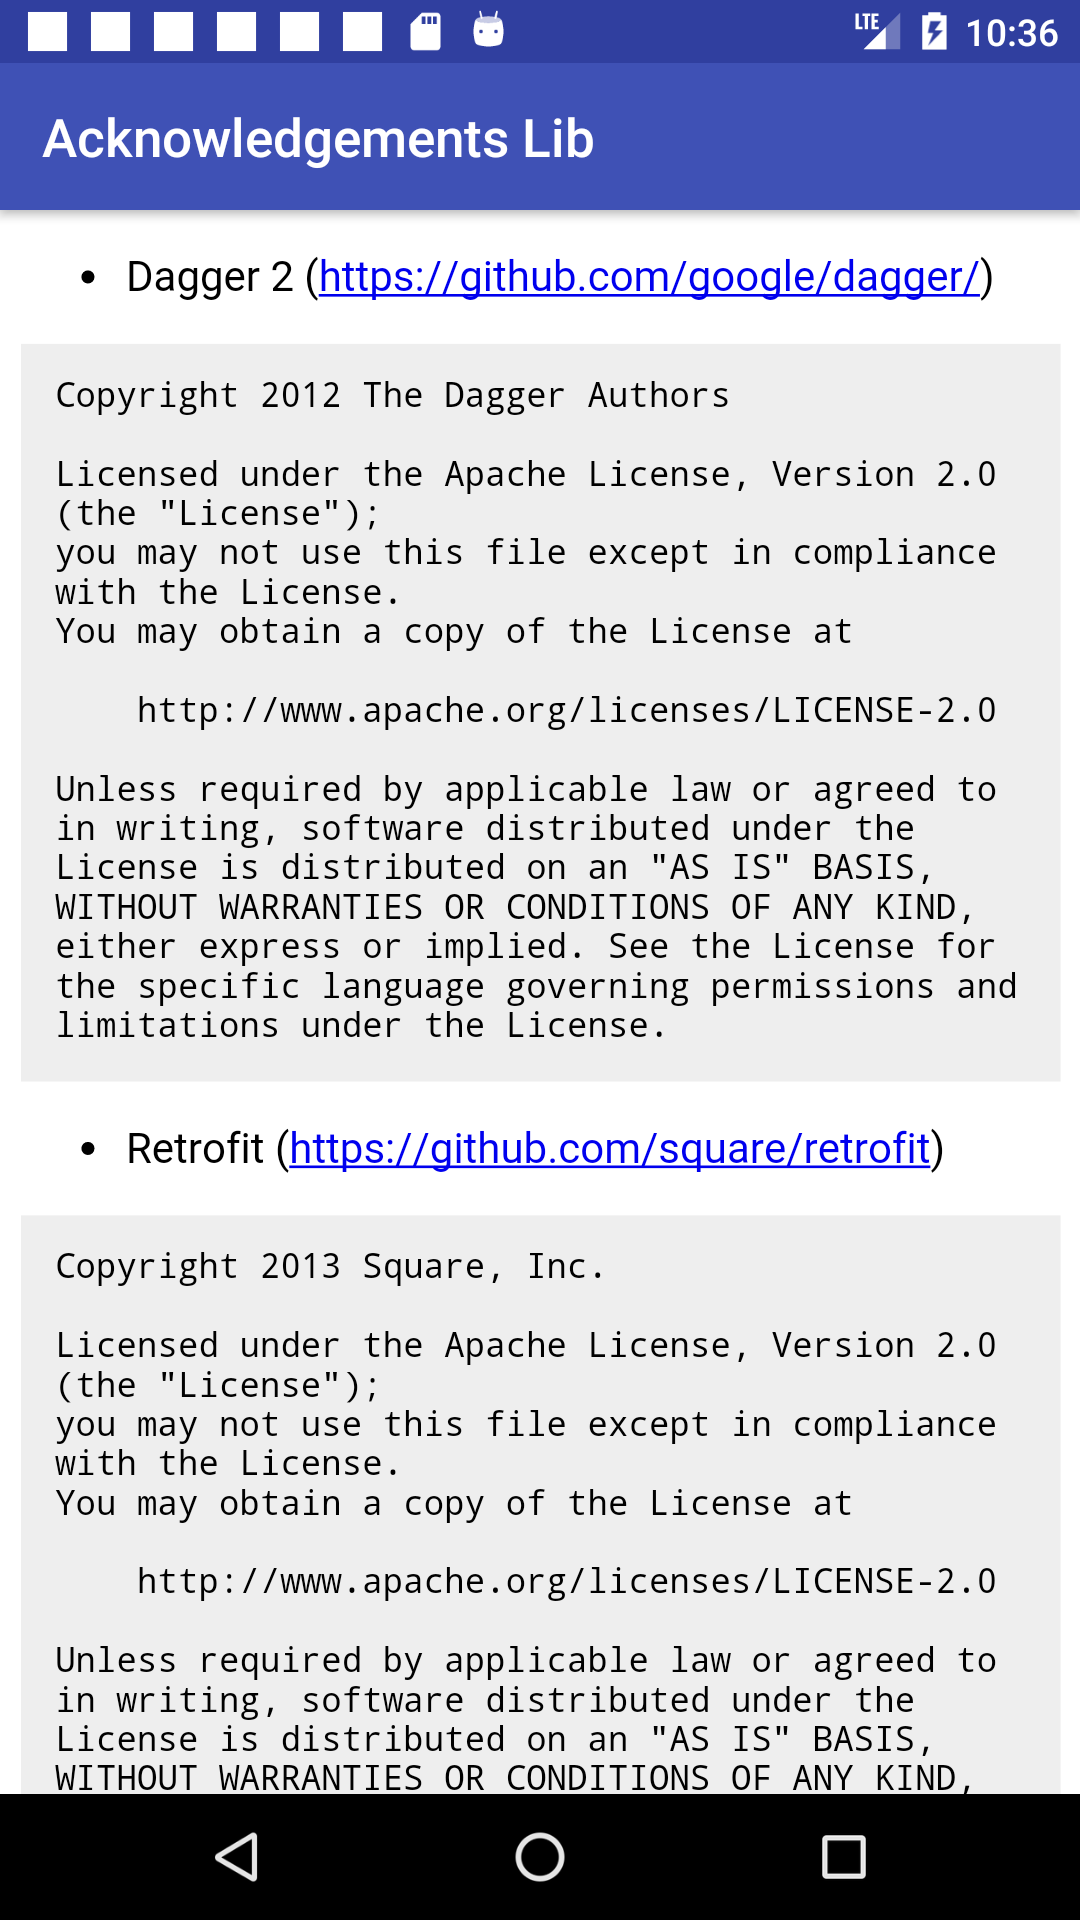 LTE 10:36
Acknowledgements Lib
• Dagger 2 (https://github.com/google/dagger/)
Copyright 2012 The Dagger Authors
Licensed under the Apache License, Version 2.0
(the "License");
you may not use this file except in compliance
with the License.
You may obtain a copy of the License at
http://www.apache.org/licenses/LICENSE-2.0
Unless required by applicable law or agreed to
in writing, software distributed under the
License is distributed on an "AS IS" BASIS,
WITHOUT WARRANTIES OR CONDITIONS OF ANY KIND,
either express or implied. See the License for
the specific language governing permissions and
limitations under the License.
• Retrofit (https://github.com/square/retrofit)
Copyright 2013 Square, Inc.
Licensed under the Apache License, Version 2.0
(the "License");
you may not use this file except in compliance
with the License.
You may obtain a copy of the License at
http://www.apache.org/licenses/LICENSE-2.0
Unless required by applicable law or agreed to
in writing, software distributed under the
License is distributed on an "AS IS" BASIS,
WITHOUT WARRANTIES OR CONDITIONS OF ANY KIND,